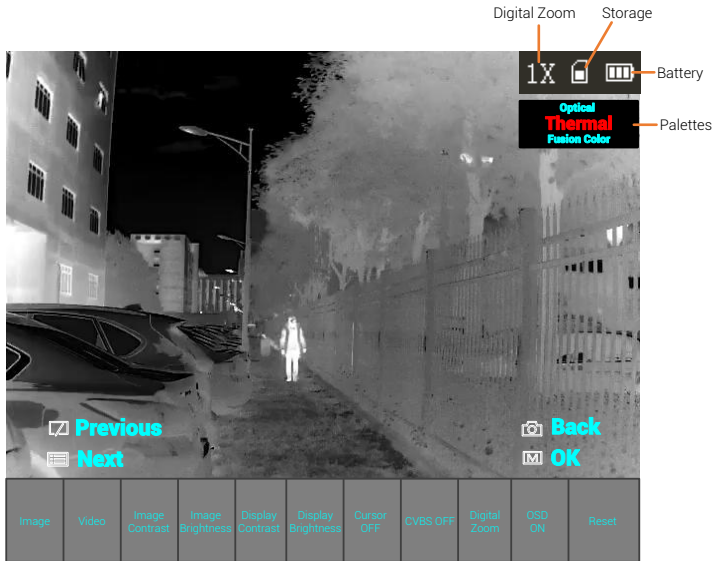 Digital Zoom Storage
1X
Battery
Optical
Thermal
Fusion Color
Palettes
Previous
Back
Next
M OK
Image
Video
Image
Contrast
Image
Brightness
Display
Contrast
Display
Brightness
Cursor
OFF
CVBS OFF
Digital
Zoom
OSD
ON
Reset